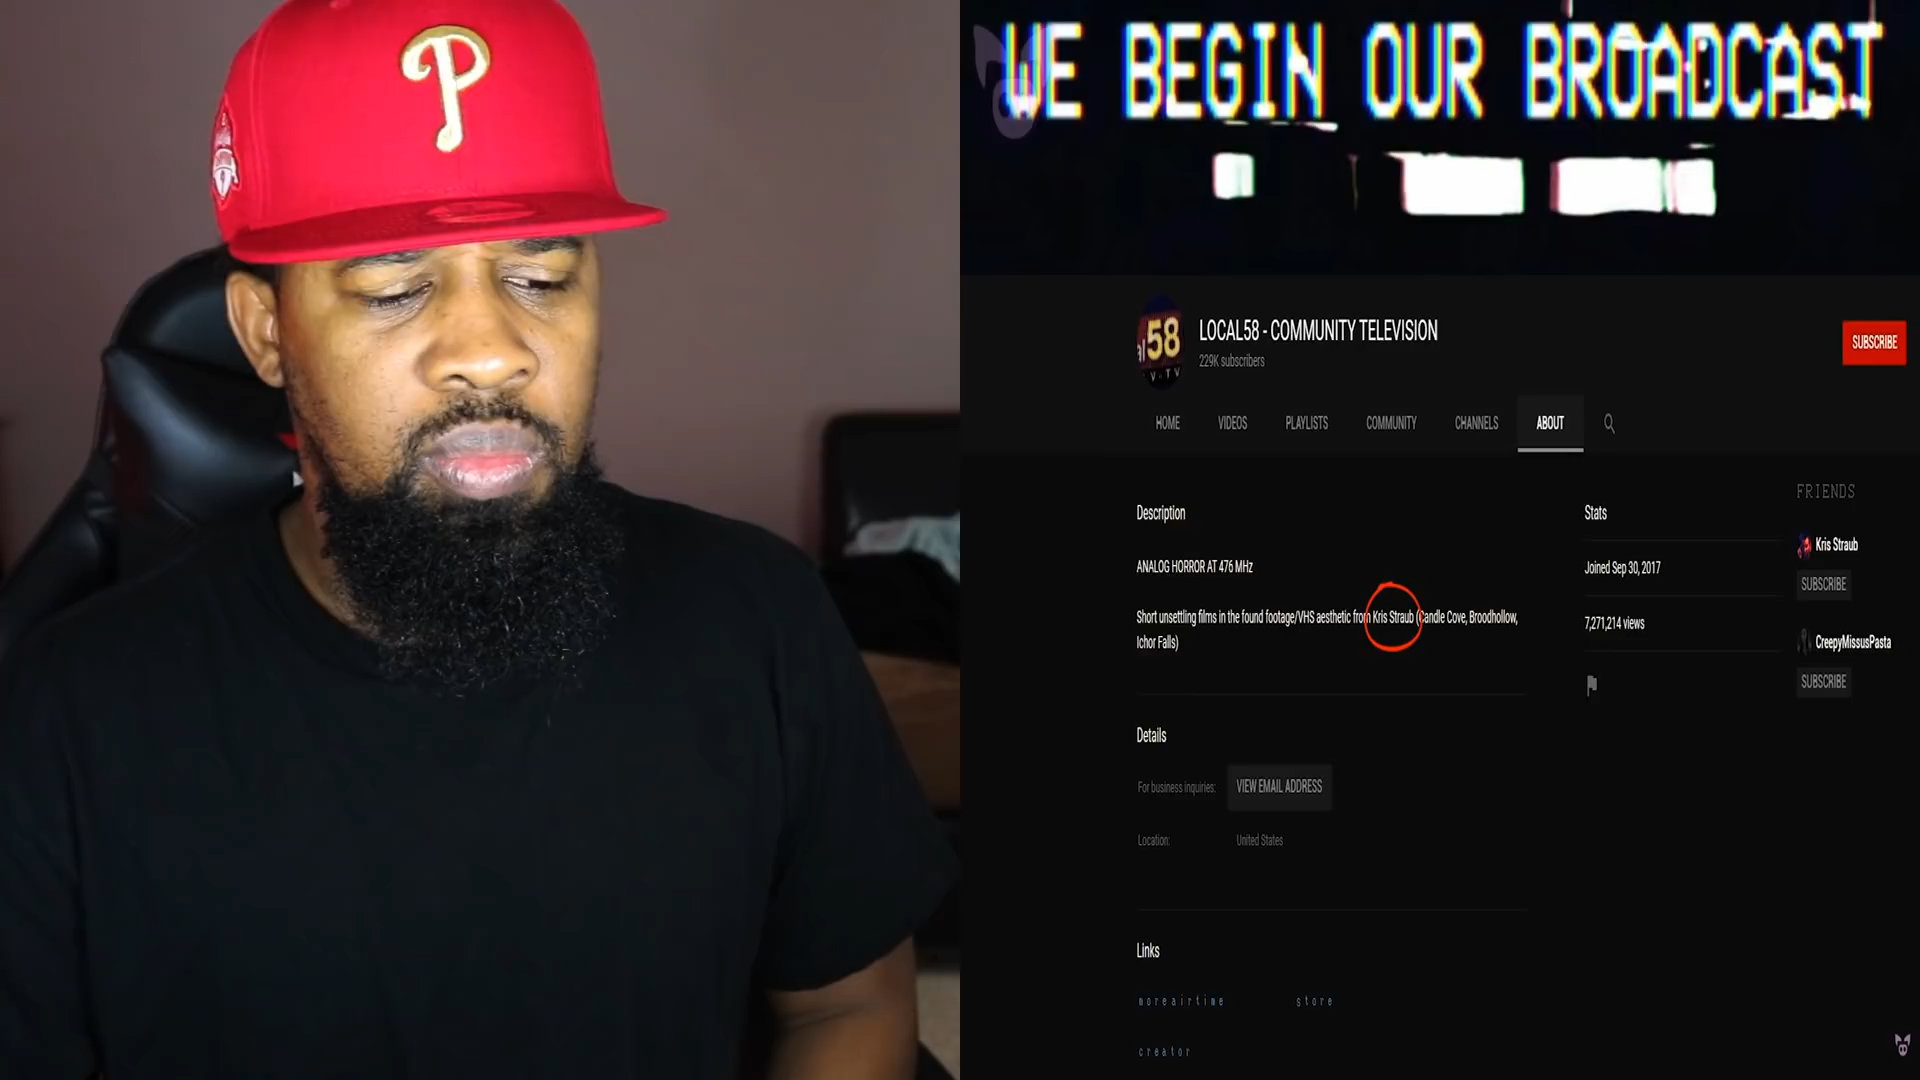 P
WE BEGIN OUR BROADCAST
al58
V·TV
LOCAL58 - COMMUNITY TELEVISION
229K subscribers
SUBSCRIBE
HOME VIDEOS PLAYLISTS COMMUNITY CHANNELS ABOUT
Description
ANALOG HORROR AT 476 MHz
Short unsettling films in the found footage/VHS aesthetic from Kris Straub (Candle Cove, Broodhollow,
Ichor Falls)
Details
For business inquiries: VIEW EMAIL ADDRESS
Location: United States
Links
moreairtime store
creator
Stats
Joined Sep 30, 2017
7,271,214 views
FRIENDS
Kris Straub
SUBSCRIBE
CreepyMissusPasta
SUBSCRIBE